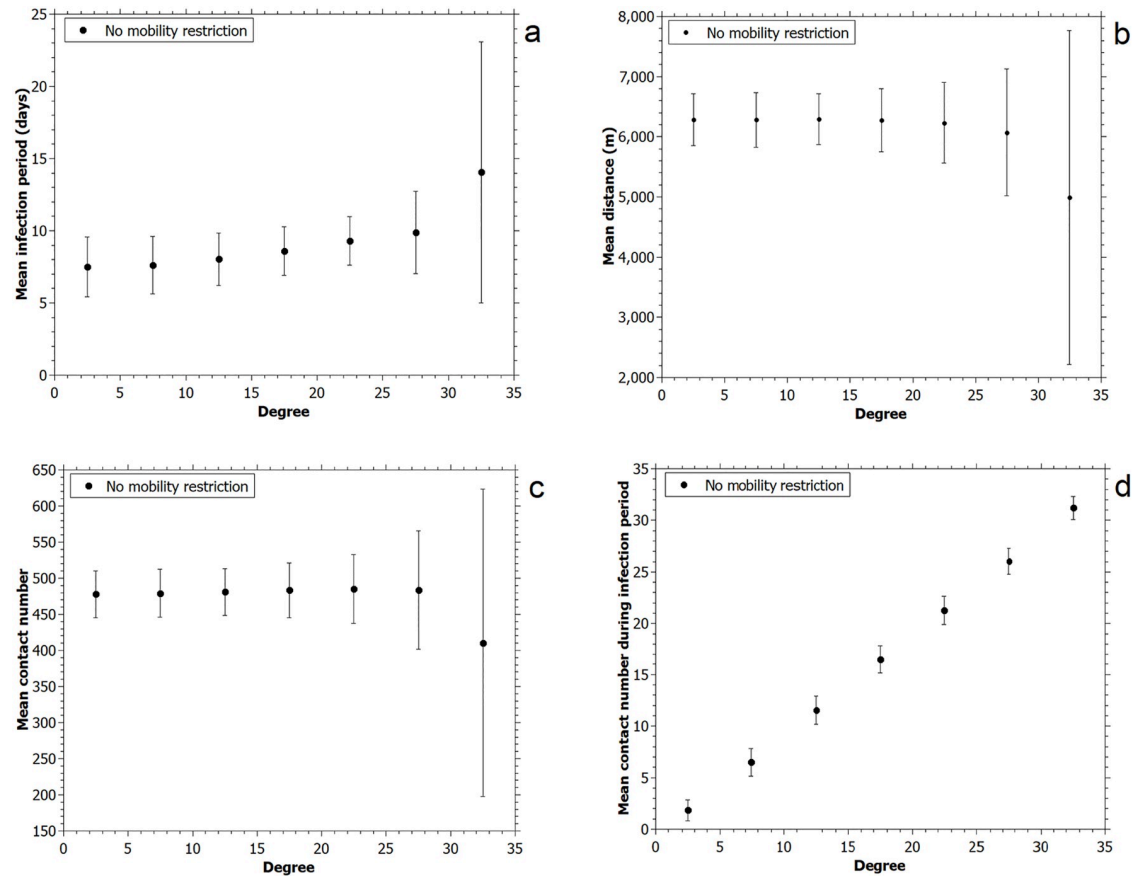 No mobility restriction
a
Mean infection period (days)
25
20
15
10
5
0
0 5 10 15 20 25 30 35
Degree
No mobility restriction
b
Mean distance (m)
8,000
7,000
6,000
5,000
4,000
3,000
2,000
0 5 10 15 20 25 30 35
Degree
No mobility restriction
c
Mean contact number
650
600
550
500
450
400
350
300
250
200
150
0 5 10 15 20 25 30 35
Degree
No mobility restriction
d
Mean contact number during infection period
35
30
25
20
15
10
5
0
0 5 10 15 20 25 30 35
Degree